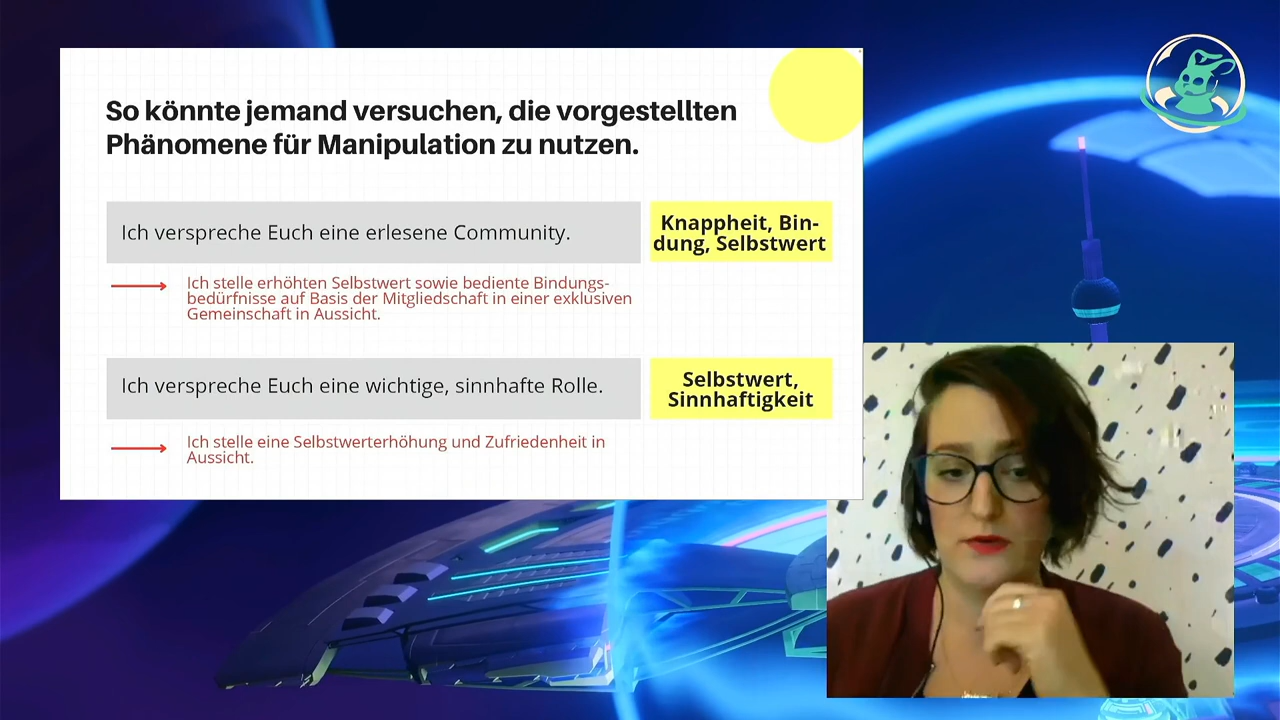 So könnte jemand versuchen, die vorgestellten
Phänomene für Manipulation zu nutzen.
Ich verspreche Euch eine erlesene Community.
Knappheit, Bin-
dung, Selbstwert
Ich stelle erhöhten Selbstwert sowie bediente Bindungs-
bedürfnisse auf Basis der Mitgliedschaft in einer exklusiven
Gemeinschaft in Aussicht.
Ich verspreche Euch eine wichtige, sinnhafte Rolle.
Selbstwert,
Sinnhaftigkeit
Ich stelle eine Selbstwerterhöhung und Zufriedenheit in
Aussicht.